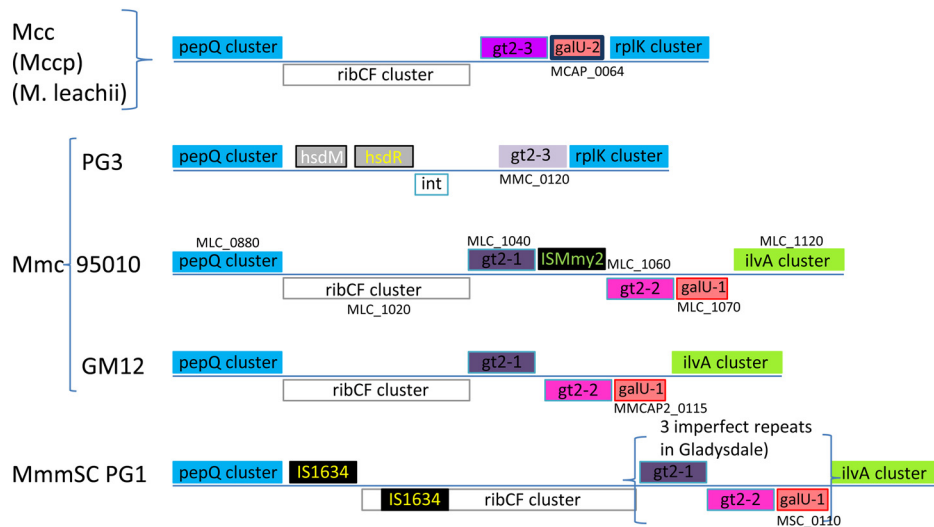 Mcc
(Mccp)
(M. leachii)
pepQ cluster
ribCF cluster
gt2-3
galU-2
rplK cluster
MCAP_0064
PG3
pepQ cluster
hsdM
hsdR
int
gt2-3
rplK cluster
MMC_0120
Mmc
95010
MLC_0880
pepQ cluster
ribCF cluster
MLC_1020
MLC_1040
gt2-1
ISMmy2
MLC_1060
gt2-2
galU-1
MLC_1070
MLC_1120
ilvA cluster
GM12
pepQ cluster
ribCF cluster
gt2-1
gt2-2
galU-1
MMCAP2_0115
ilvA cluster
3 imperfect repeats
in Gladysdale)
MmmSC PG1
pepQ cluster
IS1634
IS1634
ribCF cluster
gt2-1
gt2-2
galU-1
MSC_0110
ilvA cluster